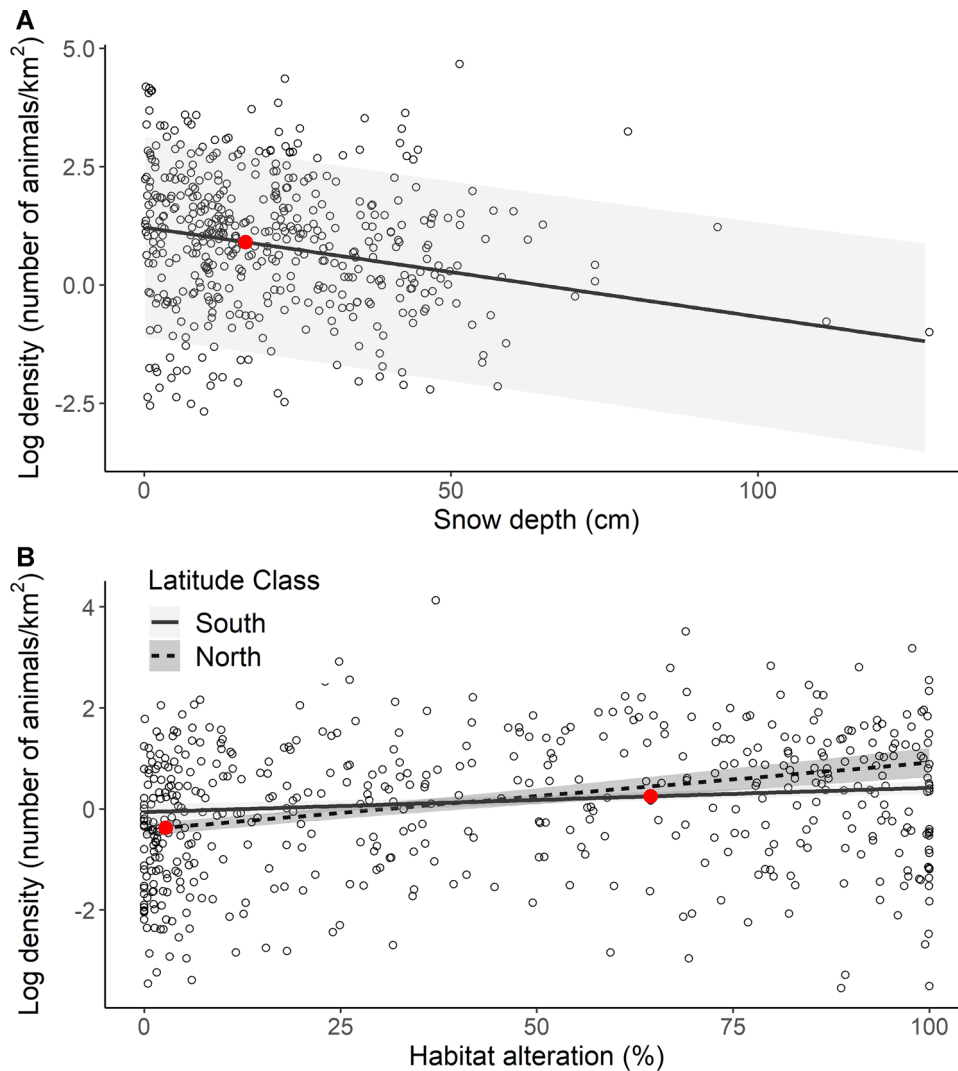 A
Log density (number of animals/km²)
5.0
2.5
0.0
-2.5
0
50
100
Snow depth (cm)
B
Log density (number of animals/km²)
Latitude Class
South
North
4
2
0
-2
0
25
50
75
100
Habitat alteration (%)